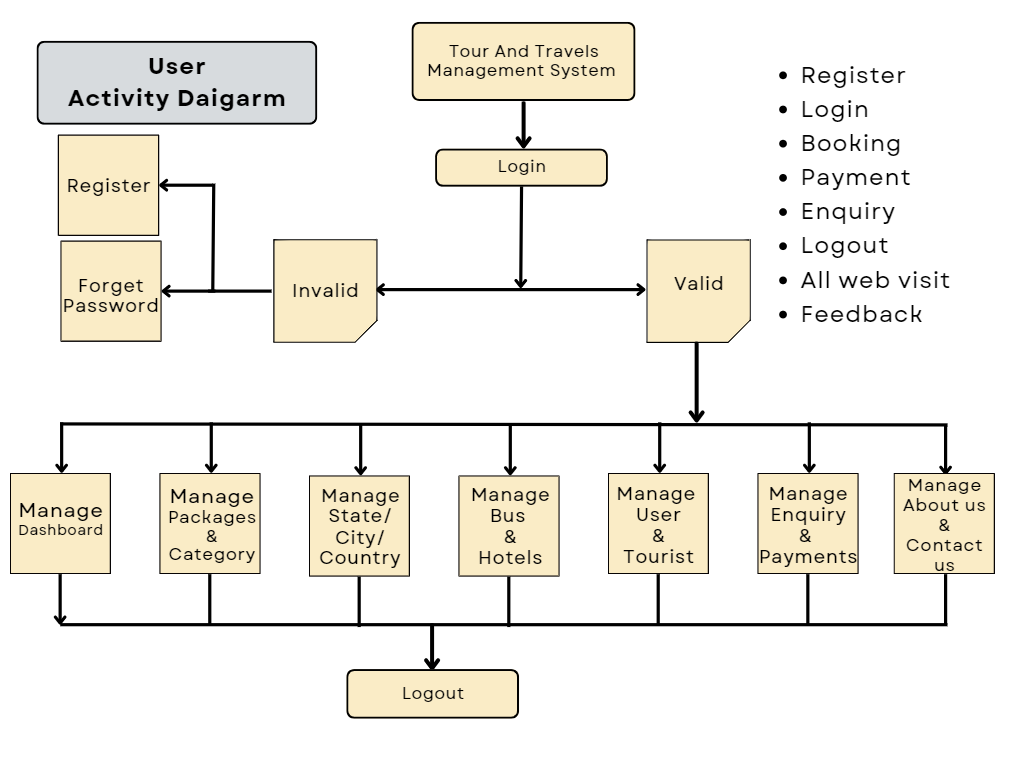 User
Activity Daigarm
Tour And Travels
Management System
Login
Register
Forget
Password
Invalid
Valid
• Register
• Login
• Booking
• Payment
• Enquiry
• Logout
• All web visit
• Feedback
Manage
Dashboard
Manage
Packages
&
Category
Manage
State/
City/
Country
Manage
Bus
&
Hotels
Manage
User
&
Tourist
Manage
Enquiry
&
Payments
Manage
About us
&
Contact
us
Logout